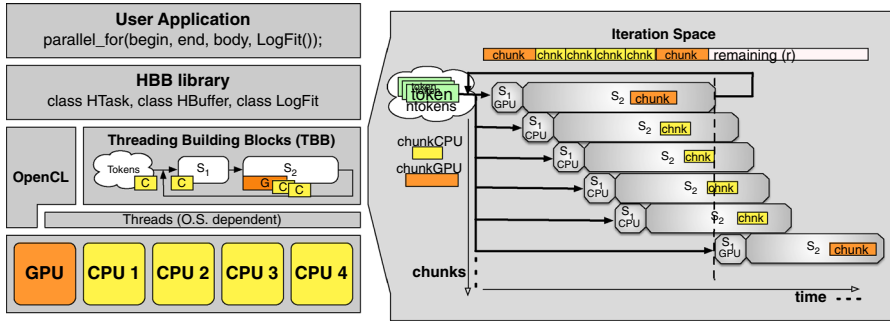 User Application
parallel_for(begin, end, body, LogFit());
HBB library
class HTask, class HBuffer, class LogFit
OpenCL
Threading Building Blocks (TBB)
Tokens
S1
S2
C
C
G
C
C
Threads (O.S. dependent)
GPU
CPU 1
CPU 2
CPU 3
CPU 4
Iteration Space
chunk chnk chnk chnk chnk chunk remaining (r)
token
token
ntokens
S1 GPU
S2 chunk
S1 CPU
S2 chnk
chunkCPU
S1 CPU
S2 chnk
chunkGPU
S1 CPU
S2 chnk
S1 CPU
S2 chnk
S1 GPU
S2 chunk
chunks
time